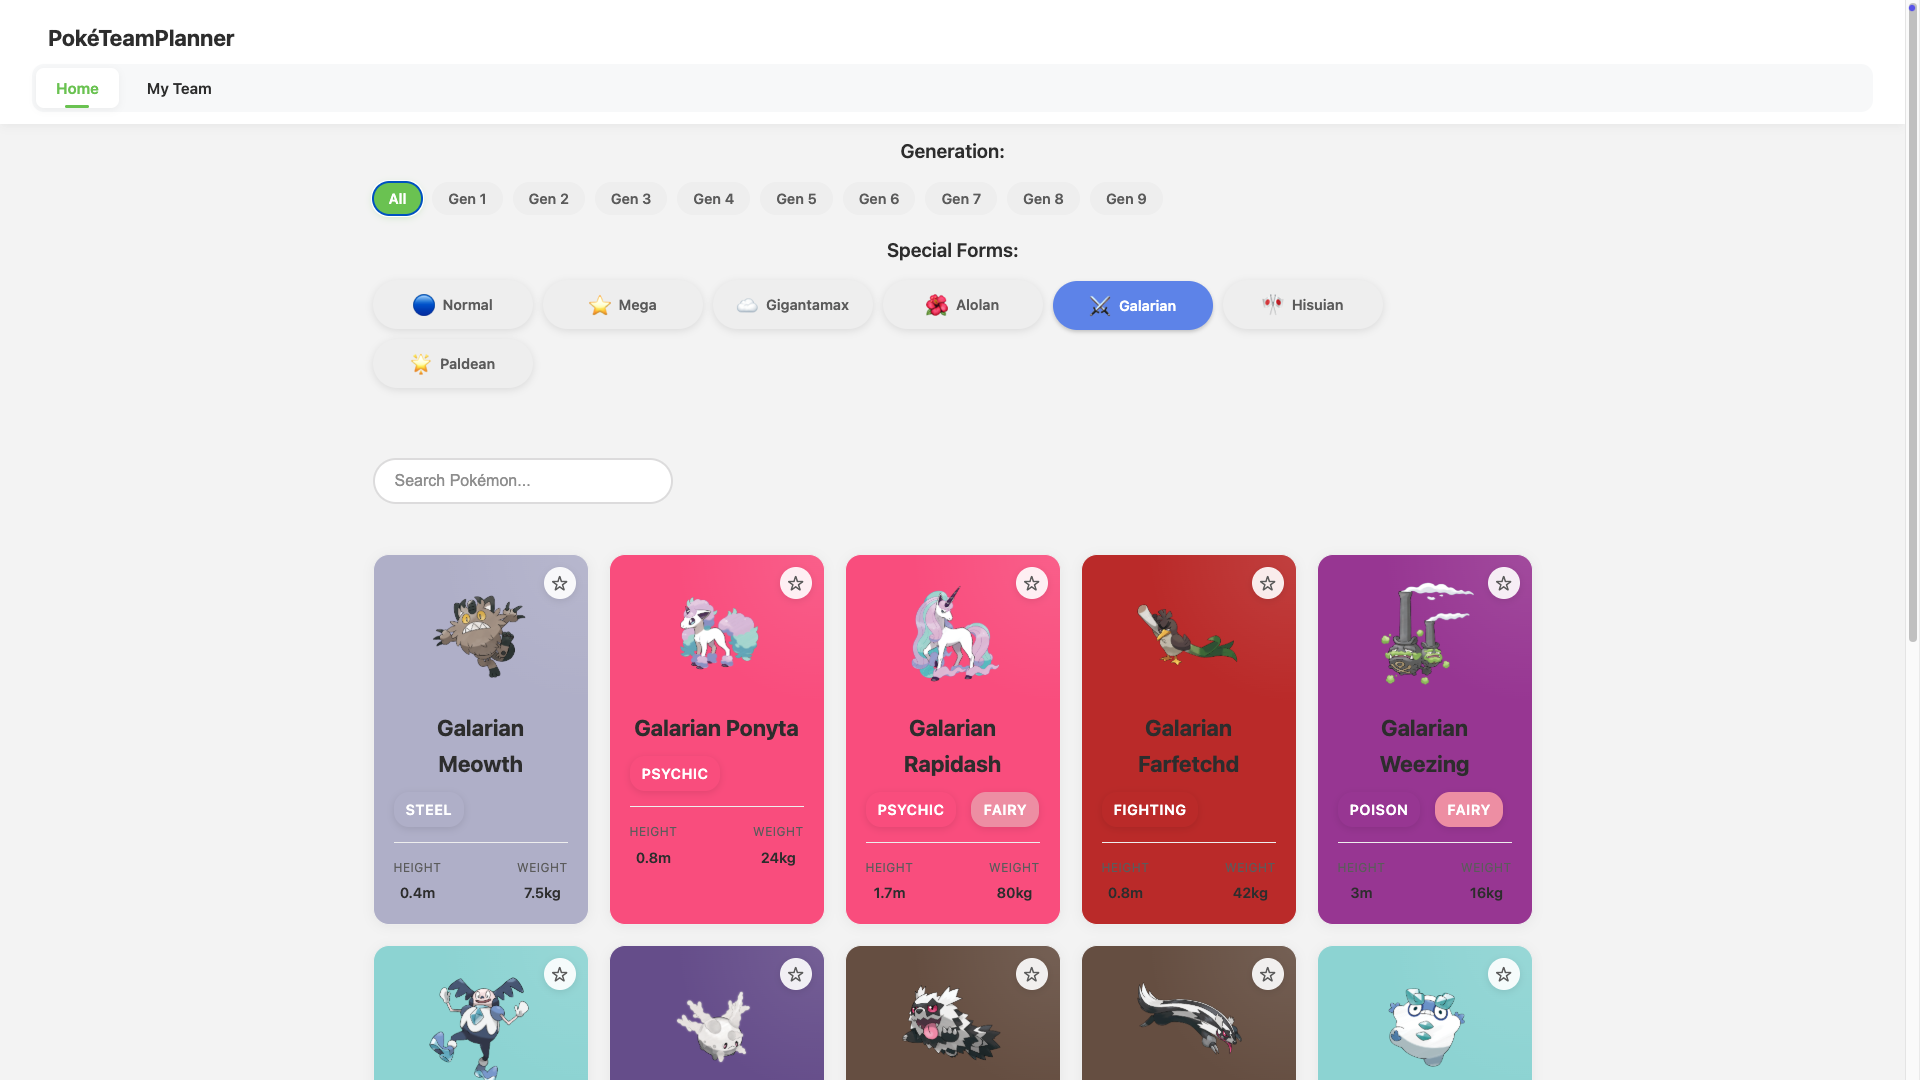 PokéTeamPlanner
Home
My Team
Generation:
All
Gen 1
Gen 2
Gen 3
Gen 4
Gen 5
Gen 6
Gen 7
Gen 8
Gen 9
Special Forms:
Normal
Mega
Gigantamax
Alolan
Galarian
Hisuian
Paldean
Search Pokémon...
Galarian
Meowth
STEEL
HEIGHT
WEIGHT
0.4m
7.5kg
Galarian Ponyta
PSYCHIC
HEIGHT
WEIGHT
0.8m
24kg
Galarian
Rapidash
PSYCHIC
FAIRY
HEIGHT
WEIGHT
1.7m
80kg
Galarian
Farfetchd
FIGHTING
HEIGHT
WEIGHT
0.8m
42kg
Galarian
Weezing
POISON
FAIRY
HEIGHT
WEIGHT
3m
16kg